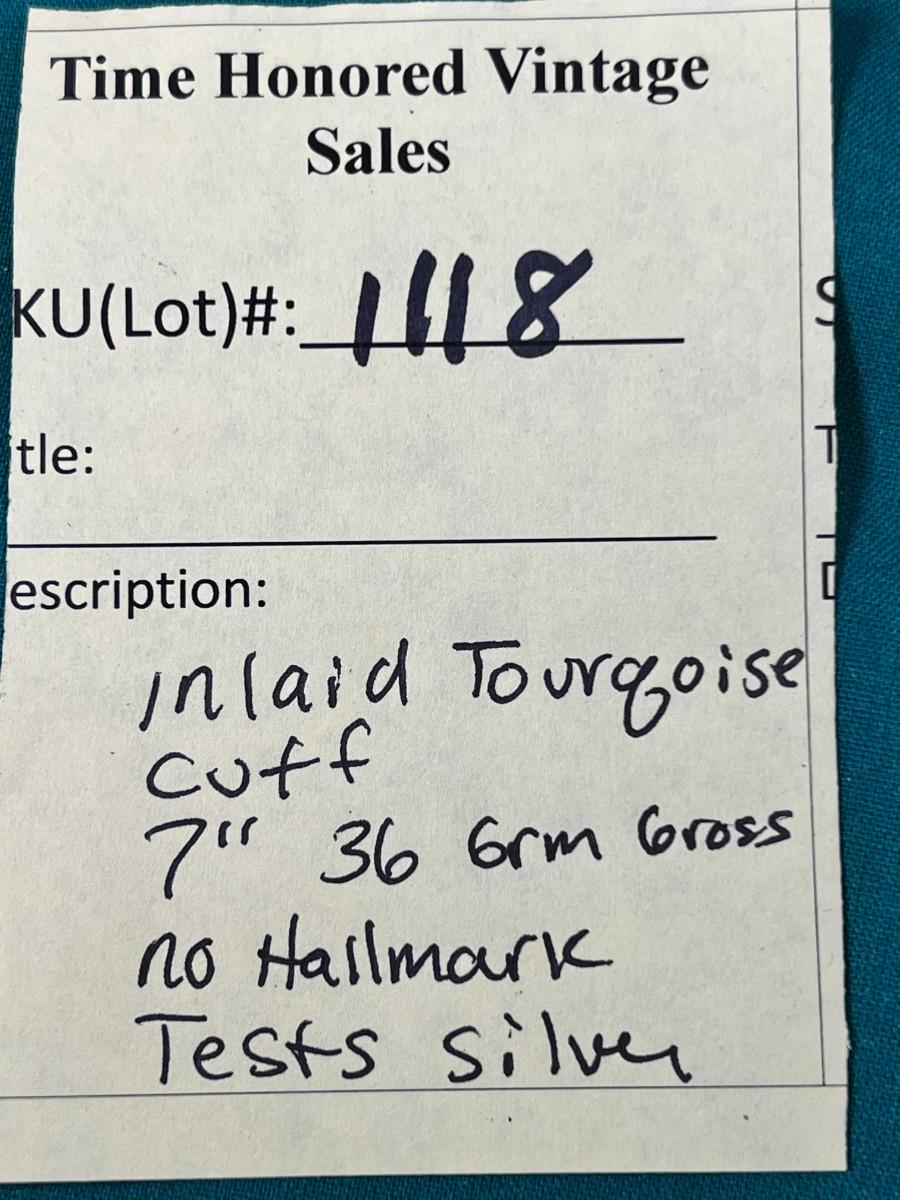 Time Honored Vintage
Sales
KU(Lot)#: 1118
S
tle:
T
escription:
D
inlaid Tourqoise
cuff
7" 36 Grm Gross
no Hallmark
Tests silver